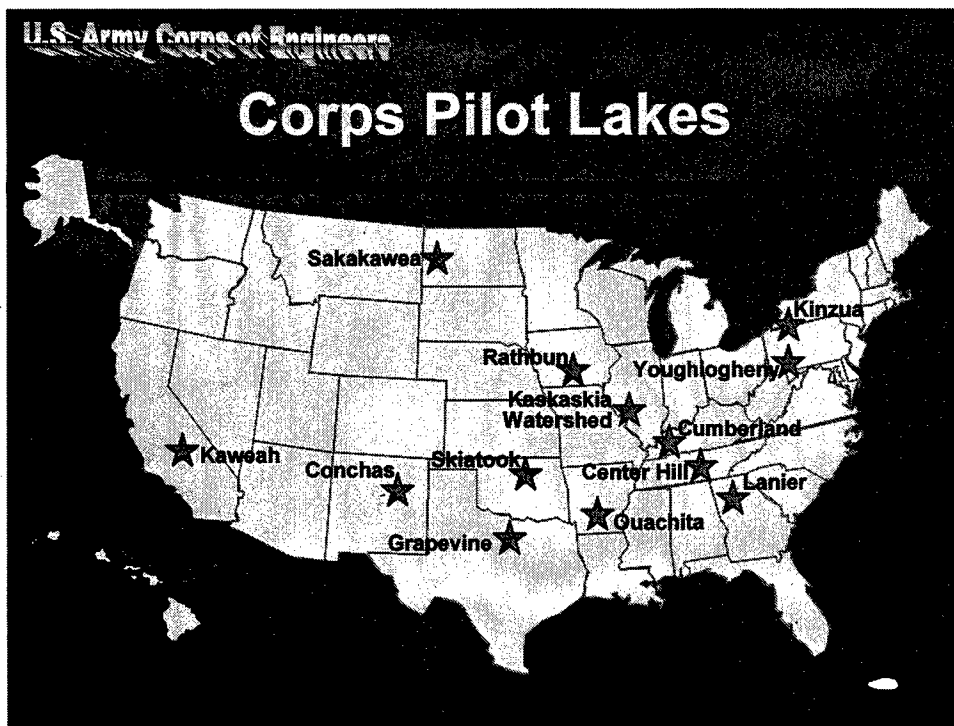 U.S. Army Corps of Engineers
Corps Pilot Lakes
Sakakawea
Kinzua
Rathbun
Youghiogheny
Kaskaskia
Watershed
Cumberland
Kaweah
Skiatook
Center Hill
Conchas
Lanier
Ouachita
Grapevine